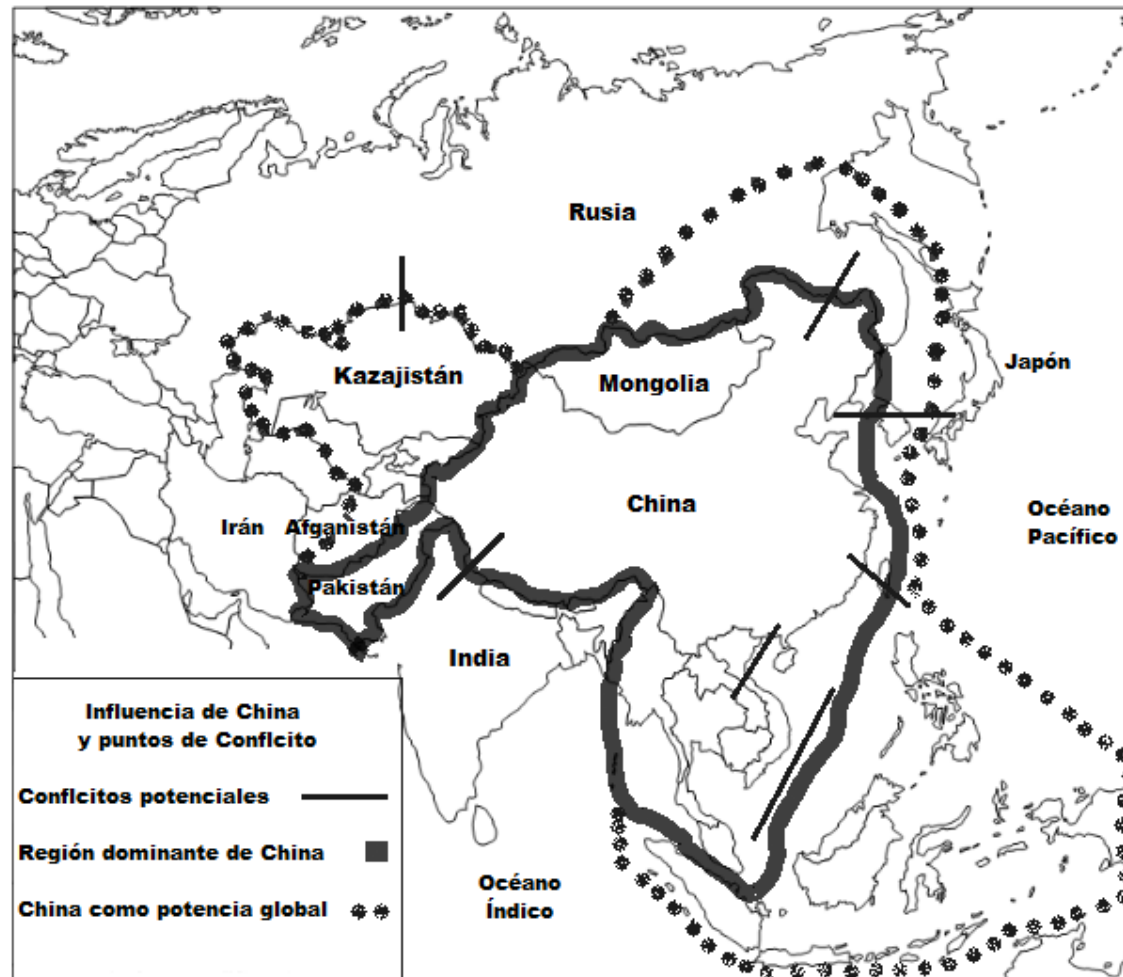 Rusia
Kazajistán
Mongolia
Japón
China
Océano
Pacífico
Irán
Afganistán
Pakistán
India
Océano
Índico
Influencia de China
y puntos de Conflcito
Conflcitos potenciales
Región dominante de China
China como potencia global